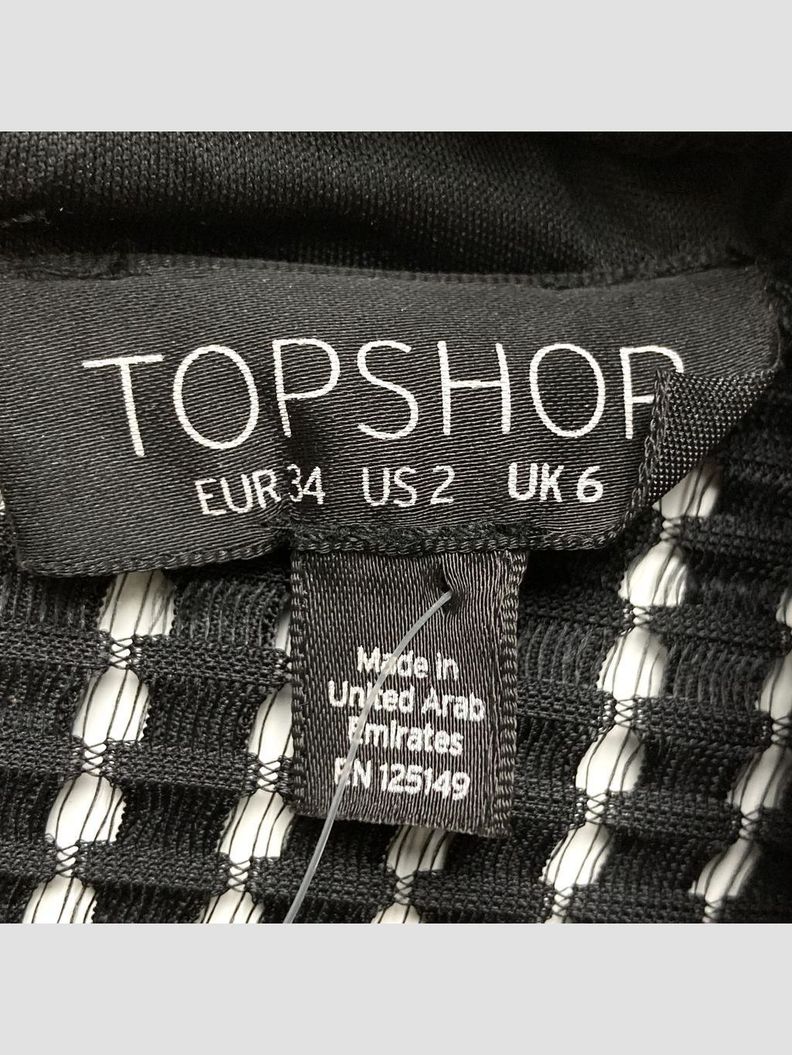 TOPSHOP
EUR 34 US 2 UK 6
Made in
United Arab
Emirates
RN 125149